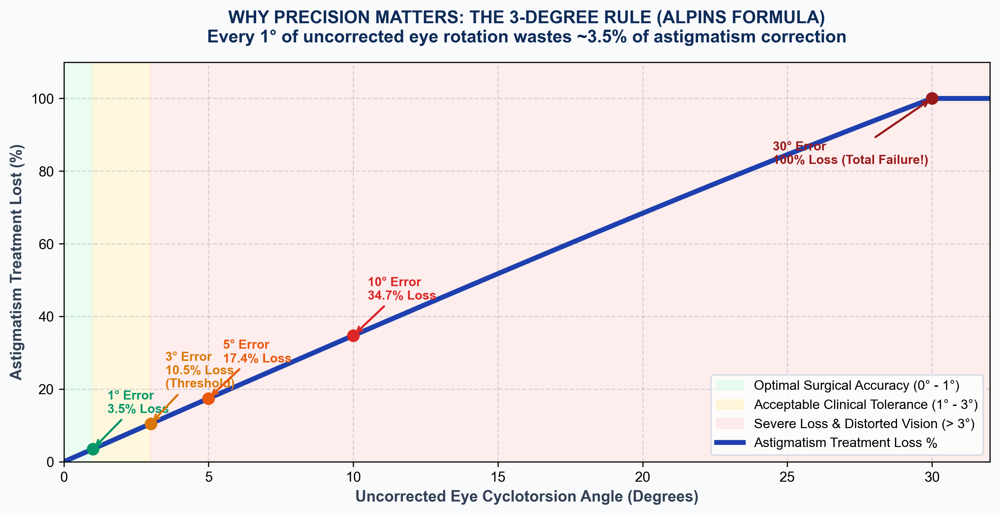 WHY PRECISION MATTERS: THE 3-DEGREE RULE (ALPINS FORMULA)
Every 1° of uncorrected eye rotation wastes ~3.5% of astigmatism correction
Astigmatism Treatment Lost (%)
100
80
60
40
20
0
30° Error
100% Loss (Total Failure!)
10° Error
34.7% Loss
5° Error
17.4% Loss
3° Error
10.5% Loss
(Threshold)
1° Error
3.5% Loss
Optimal Surgical Accuracy (0° - 1°)
Acceptable Clinical Tolerance (1° - 3°)
Severe Loss & Distorted Vision (> 3°)
Astigmatism Treatment Loss %
0 5 10 15 20 25 30
Uncorrected Eye Cyclotorsion Angle (Degrees)